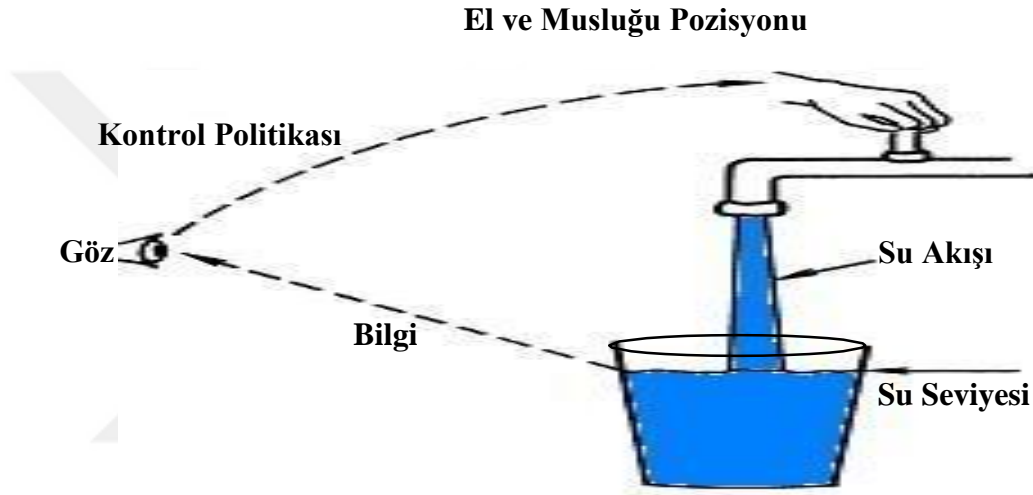 El ve Musluğu Pozisyonu
Kontrol Politikası
Göz
Su Akışı
Bilgi
Su Seviyesi